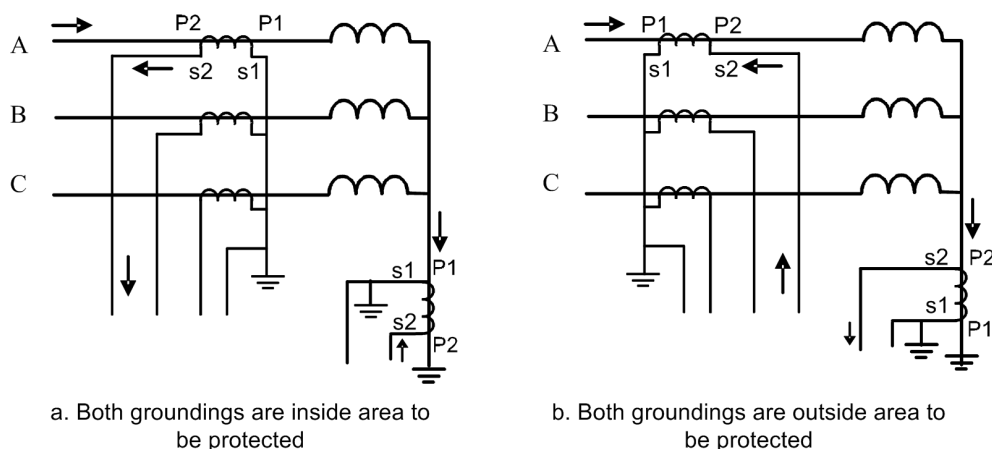 P2 P1
A
s2 s1
B
C
P1
s1
s2
P2
a. Both groundings are inside area to
be protected
P1 P2
A
s1 s2
B
C
s2 P2
s1
P1
b. Both groundings are outside area to
be protected